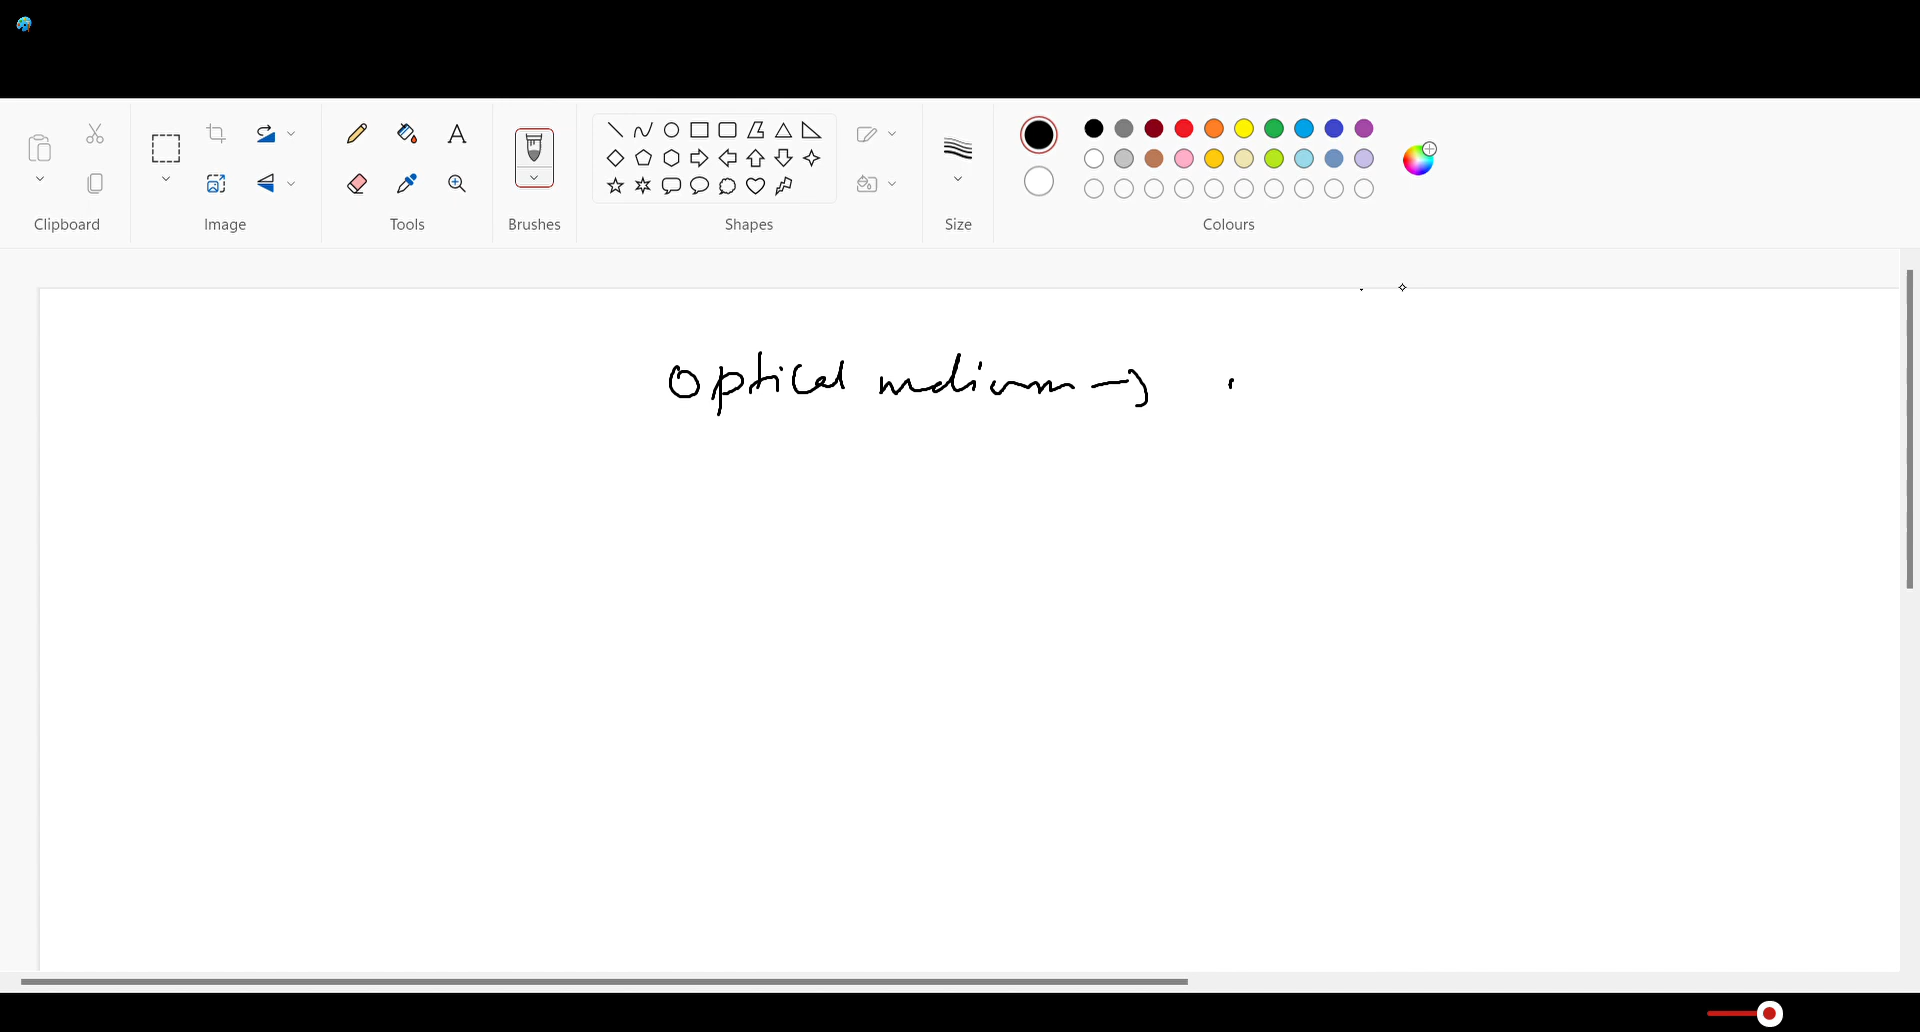 Clipboard
Image
Tools
Brushes
Shapes
Size
Colours
Optical medium →